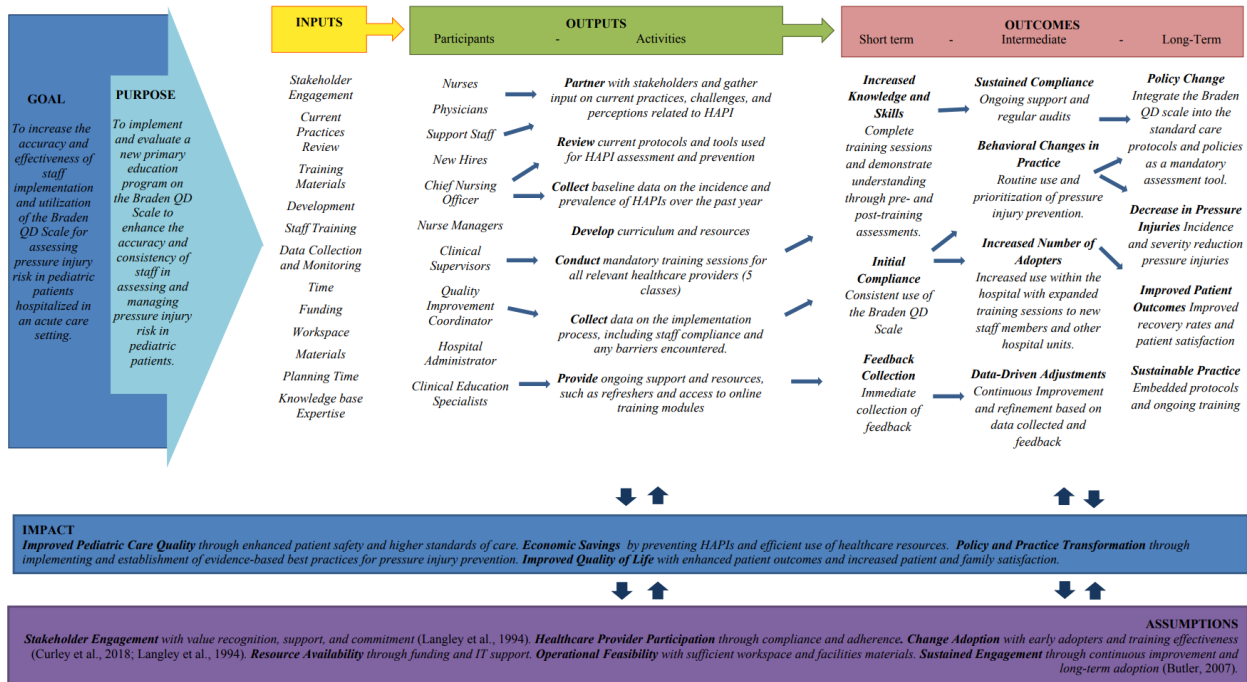 GOAL
To increase the
accuracy and
effectiveness of
staff
implementation
and utilization
of the Braden
QD Scale for
assessing
pressure injury
risk in pediatric
patients
hospitalized in
an acute care
setting.
PURPOSE
To implement
and evaluate a
new primary
education
program on
the Braden QD
Scale to
enhance the
accuracy and
consistency of
staff in
assessing and
managing
pressure injury
risk in
pediatric
patients.
INPUTS
Stakeholder
Engagement
Current
Practices
Review
Training
Materials
Development
Staff Training
Data Collection
and Monitoring
Time
Funding
Workspace
Materials
Planning Time
Knowledge base
Expertise
OUTPUTS
Participants - Activities
Nurses
Physicians
Support Staff
New Hires
Chief Nursing
Officer
Nurse Managers
Clinical
Supervisors
Quality
Improvement
Coordinator
Hospital
Administrator
Clinical Education
Specialists
Partner with stakeholders and gather
input on current practices, challenges, and
perceptions related to HAPI
Review current protocols and tools used
for HAPI assessment and prevention
Collect baseline data on the incidence and
prevalence of HAPIs over the past year
Develop curriculum and resources
Conduct mandatory training sessions for
all relevant healthcare providers (5
classes)
Collect data on the implementation
process, including staff compliance and
any barriers encountered.
Provide ongoing support and resources,
such as refreshers and access to online
training modules
OUTCOMES
Short term - Intermediate - Long-Term
Increased
Knowledge and
Skills
Complete
training sessions
and demonstrate
understanding
through pre- and
post-training
assessments.
Initial
Compliance
Consistent use of
the Braden QD
Scale
Feedback
Collection
Immediate
collection of
feedback
Sustained Compliance
Ongoing support and
regular audits
Behavioral Changes in
Practice
Routine use and
prioritization of pressure
injury prevention.
Increased Number of
Adopters
Increased use within the
hospital with expanded
training sessions to new
staff members and other
hospital units.
Data-Driven Adjustments
Continuous Improvement
and refinement based on
data collected and
feedback
Policy Change
Integrate the Braden
QD scale into the
standard care
protocols and policies
as a mandatory
assessment tool.
Decrease in Pressure
Injuries Incidence
and severity reduction
pressure injuries
Improved Patient
Outcomes Improved
recovery rates and
patient satisfaction
Sustainable Practice
Embedded protocols
and ongoing training
IMPACT
Improved Pediatric Care Quality through enhanced patient safety and higher standards of care. Economic Savings by preventing HAPIs and efficient use of healthcare resources. Policy and Practice Transformation through
implementing and establishment of evidence-based best practices for pressure injury prevention. Improved Quality of Life with enhanced patient outcomes and increased patient and family satisfaction.
ASSUMPTIONS
Stakeholder Engagement with value recognition, support, and commitment (Langley et al., 1994). Healthcare Provider Participation through compliance and adherence. Change Adoption with early adopters and training effectiveness
(Curley et al., 2018; Langley et al., 1994). Resource Availability through funding and IT support. Operational Feasibility with sufficient workspace and facilities materials. Sustained Engagement through continuous improvement and
long-term adoption (Butler, 2007).